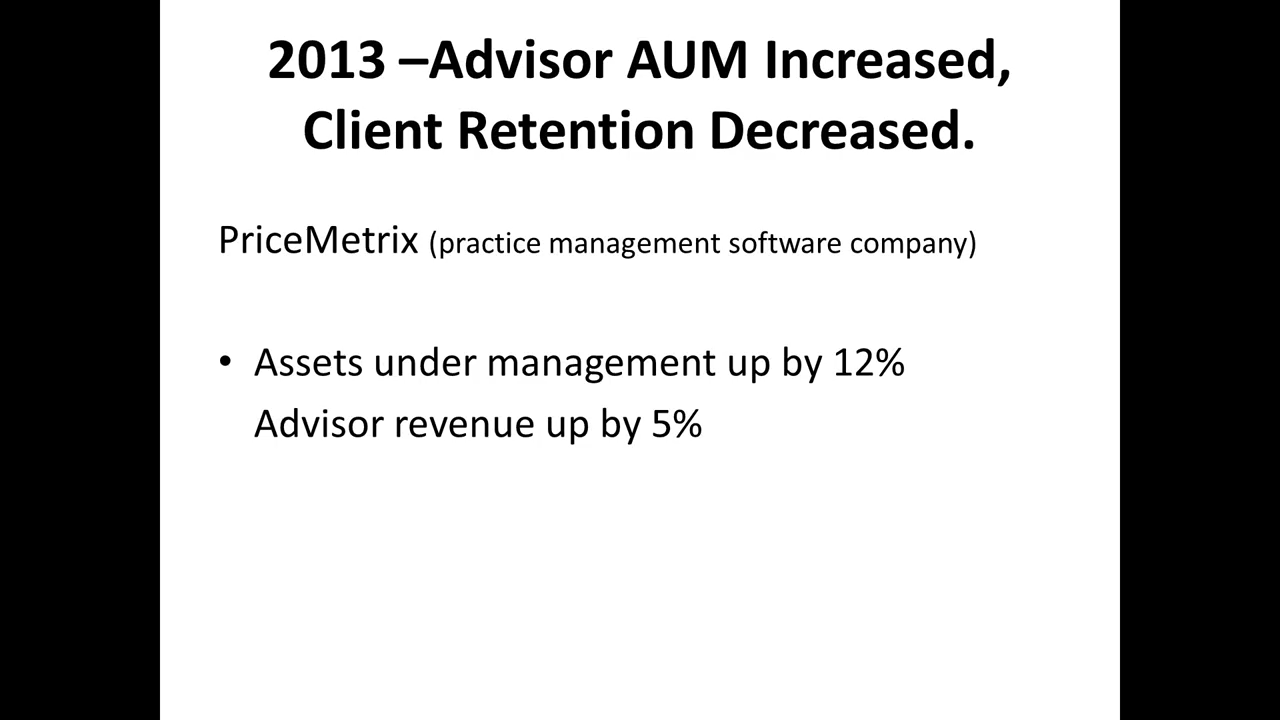 2013 –Advisor AUM Increased,
Client Retention Decreased.
PriceMetrix (practice management software company)
• Assets under management up by 12%
Advisor revenue up by 5%